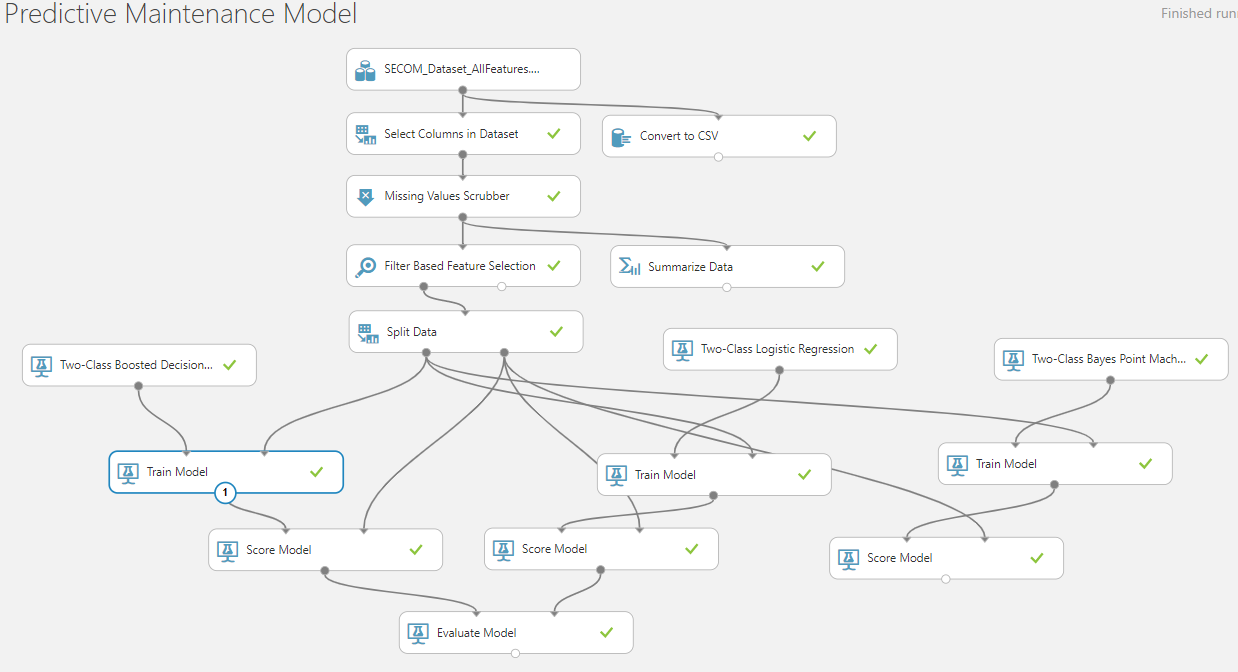 Predictive Maintenance Model
Finished run
SECOM_Dataset_AllFeatures....
Select Columns in Dataset
Convert to CSV
Missing Values Scrubber
Filter Based Feature Selection
Summarize Data
Split Data
Two-Class Boosted Decision...
Two-Class Logistic Regression
Two-Class Bayes Point Mach...
Train Model
1
Train Model
Train Model
Score Model
Score Model
Score Model
Evaluate Model